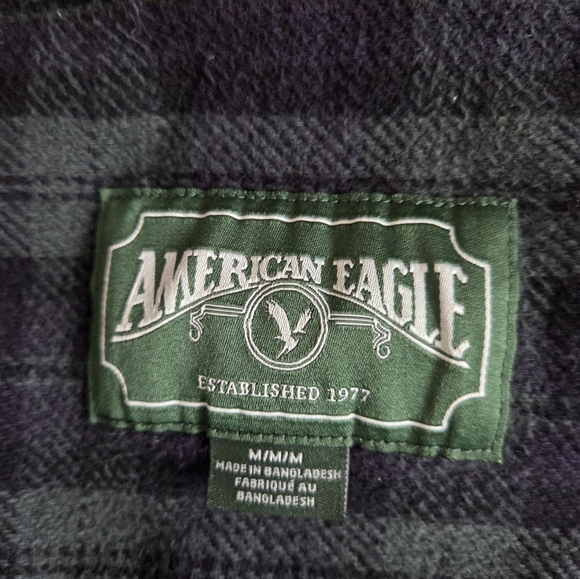 AMERICAN EAGLE
ESTABLISHED 1977
M/M/M
MADE IN BANGLADESH
FABRIQUÉ AU
BANGLADESH